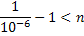 1/10⁻⁶ − 1 < n